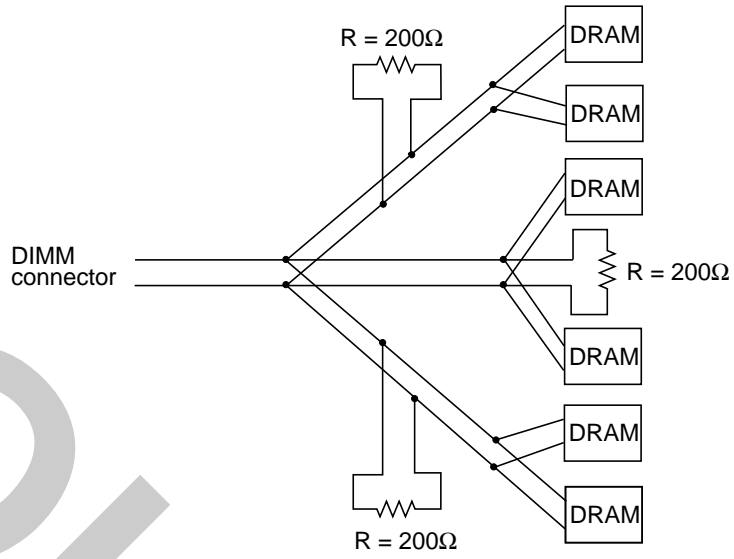 R = 200Ω
DRAM
DRAM
DRAM
DIMM
connector
R = 200Ω
DRAM
DRAM
DRAM
R = 200Ω